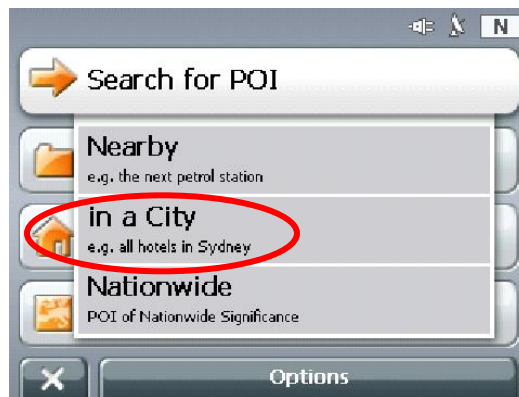 N
Search for POI
Nearby
e.g. the next petrol station
in a City
e.g. all hotels in Sydney
Nationwide
POI of Nationwide Significance
Options